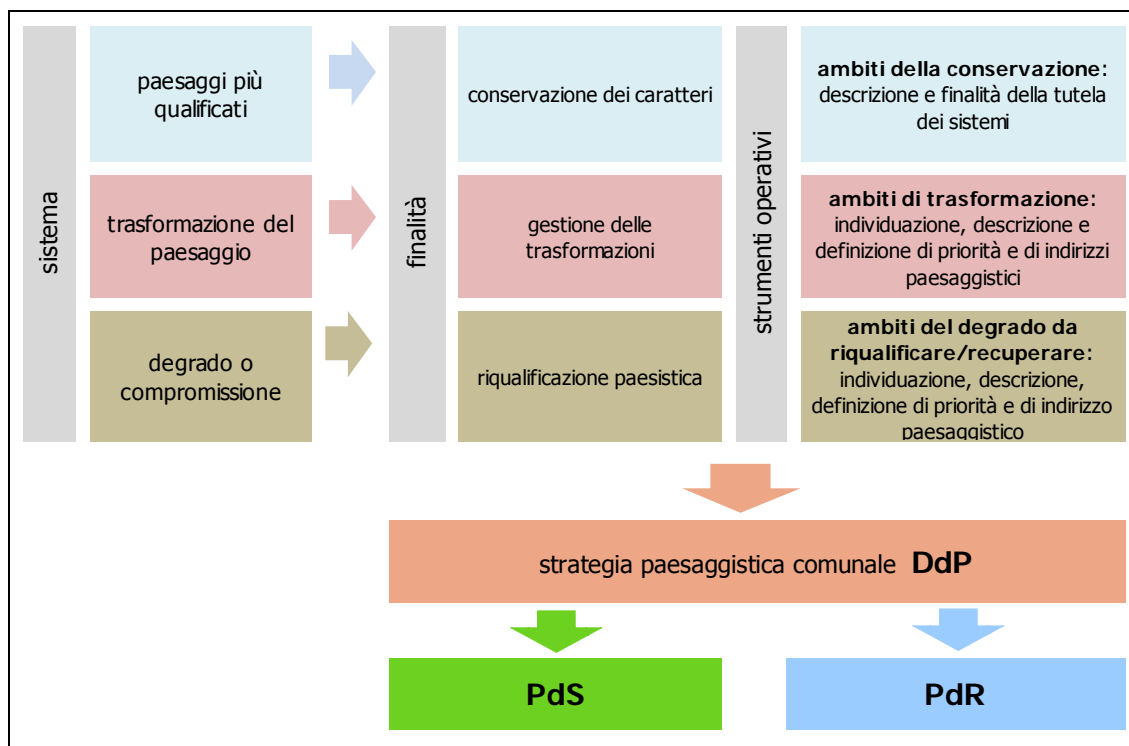 sistema
paesaggi più
qualificati
finalità
conservazione dei caratteri
strumenti operativi
ambiti della conservazione:
descrizione e finalità della tutela
dei sistemi
trasformazione del
paesaggio
gestione delle
trasformazioni
ambiti di trasformazione:
individuazione, descrizione e
definizione di priorità e di indirizzi
paesaggistici
degrado o
compromissione
riqualificazione paesistica
ambiti del degrado da
riqualificare/recuperare:
individuazione, descrizione,
definizione di priorità e di indirizzo
paesaggistico
strategia paesaggistica comunale DdP
PdS
PdR